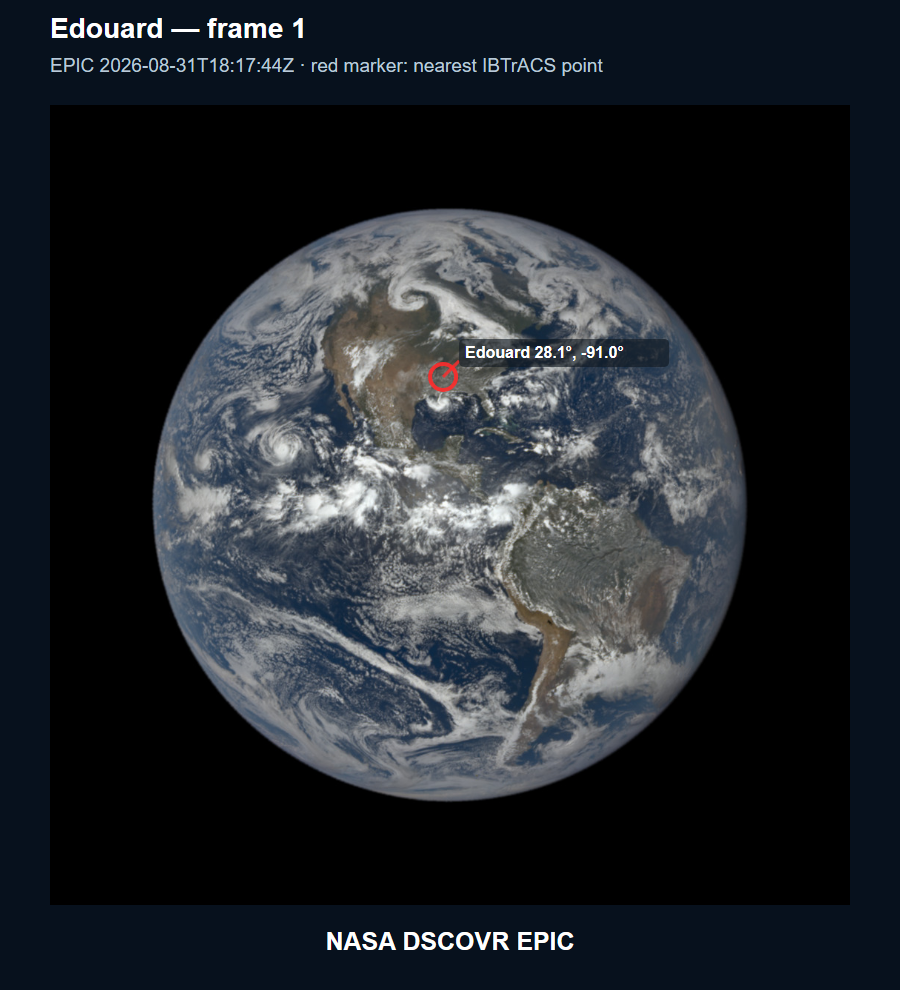 Edouard — frame 1
EPIC 2026-08-31T18:17:44Z · red marker: nearest IBTrACS point
Edouard 28.1°, -91.0°
NASA DSCOVR EPIC